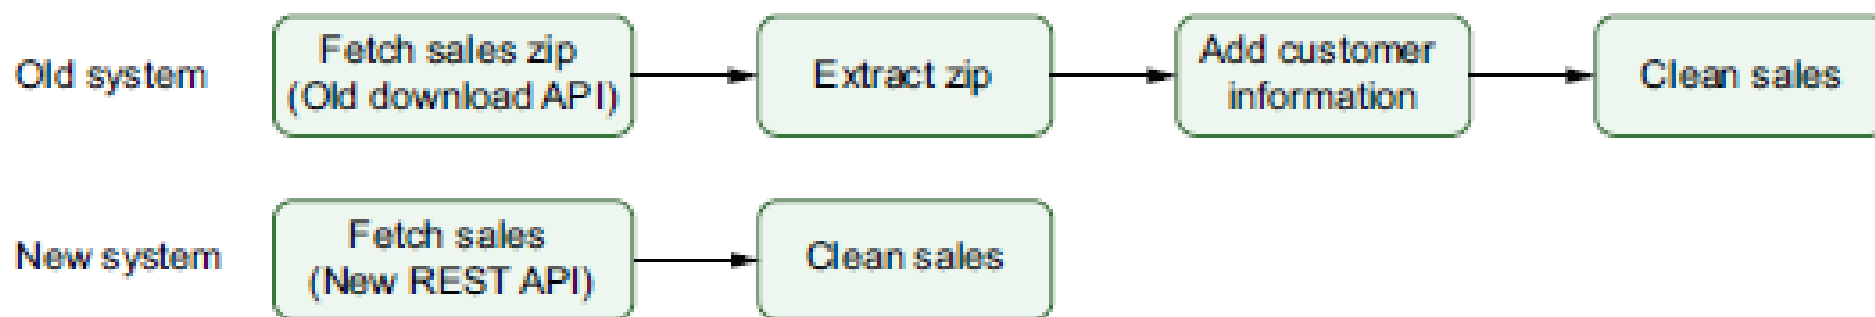 Old system
Fetch sales zip
(Old download API)
Extract zip
Add customer
information
Clean sales
New system
Fetch sales
(New REST API)
Clean sales